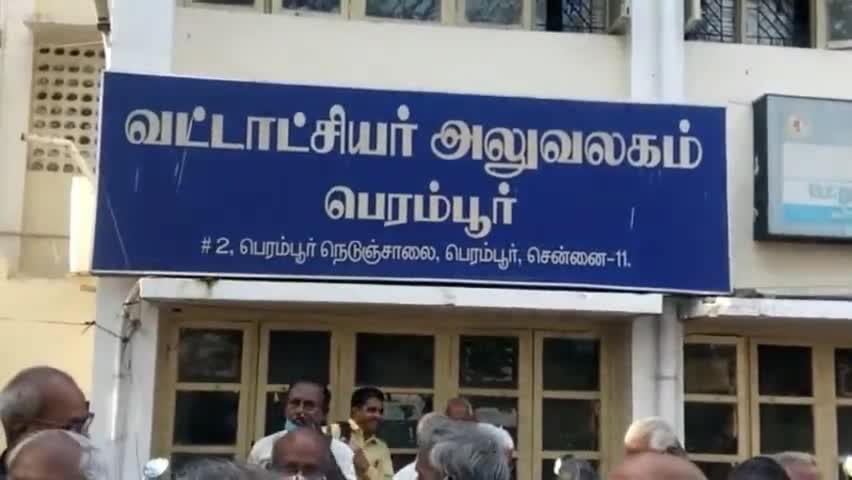 வட்டாட்சியர் அலுவலகம்
பெரம்பூர்
# 2, பெரம்பூர் நெடுஞ்சாலை, பெரம்பூர், சென்னை-11.